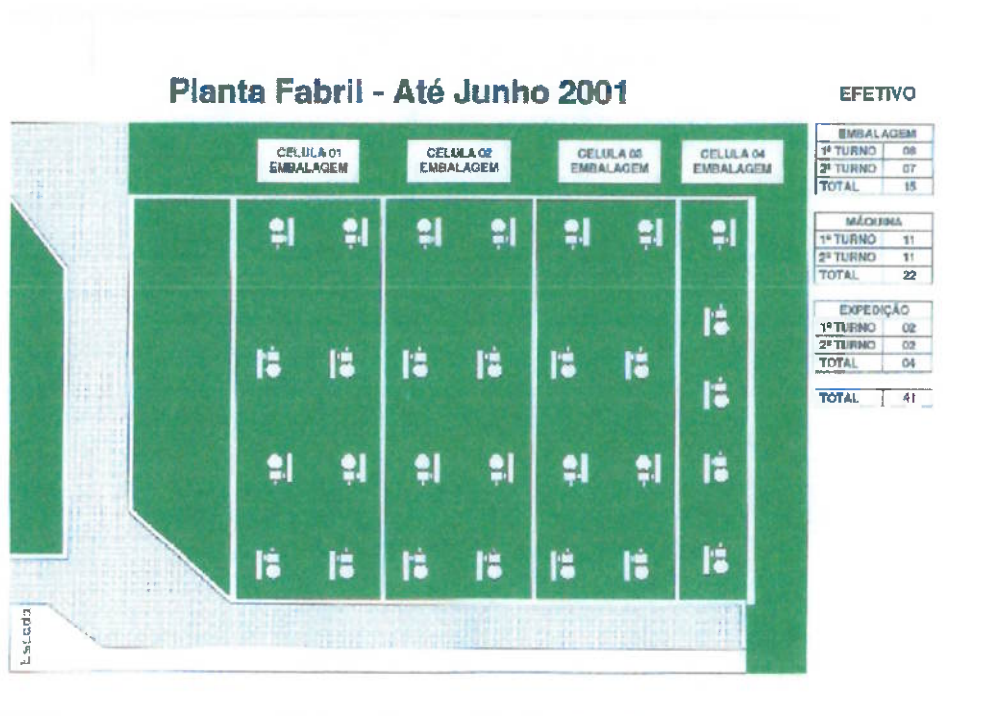 Planta Fabril - Até Junho 2001
EFETIVO
CELULA 01
EMBALAGEM
CELULA 02
EMBALAGEM
CELULA 03
EMBALAGEM
CELULA 04
EMBALAGEM
EMBALAGEM
1º TURNO 08
2º TURNO 07
TOTAL 15
MÁQUINA
1º TURNO 11
2º TURNO 11
TOTAL 22
EXPEDIÇÃO
1º TURNO 02
2º TURNO 02
TOTAL 04
TOTAL 41